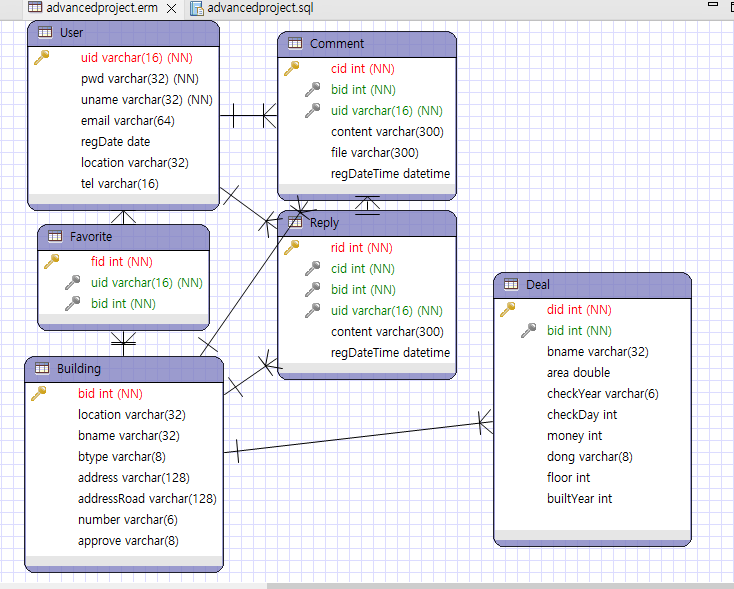 advancedproject.erm
advancedproject.sql
User
uid varchar(16) (NN)
pwd varchar(32) (NN)
uname varchar(32) (NN)
email varchar(64)
regDate date
location varchar(32)
tel varchar(16)
Comment
cid int (NN)
bid int (NN)
uid varchar(16) (NN)
content varchar(300)
file varchar(300)
regDateTime datetime
Favorite
fid int (NN)
uid varchar(16) (NN)
bid int (NN)
Reply
rid int (NN)
cid int (NN)
bid int (NN)
uid varchar(16) (NN)
content varchar(300)
regDateTime datetime
Building
bid int (NN)
location varchar(32)
bname varchar(32)
btype varchar(8)
address varchar(128)
addressRoad varchar(128)
number varchar(6)
approve varchar(8)
Deal
did int (NN)
bid int (NN)
bname varchar(32)
area double
checkYear varchar(6)
checkDay int
money int
dong varchar(8)
floor int
builtYear int